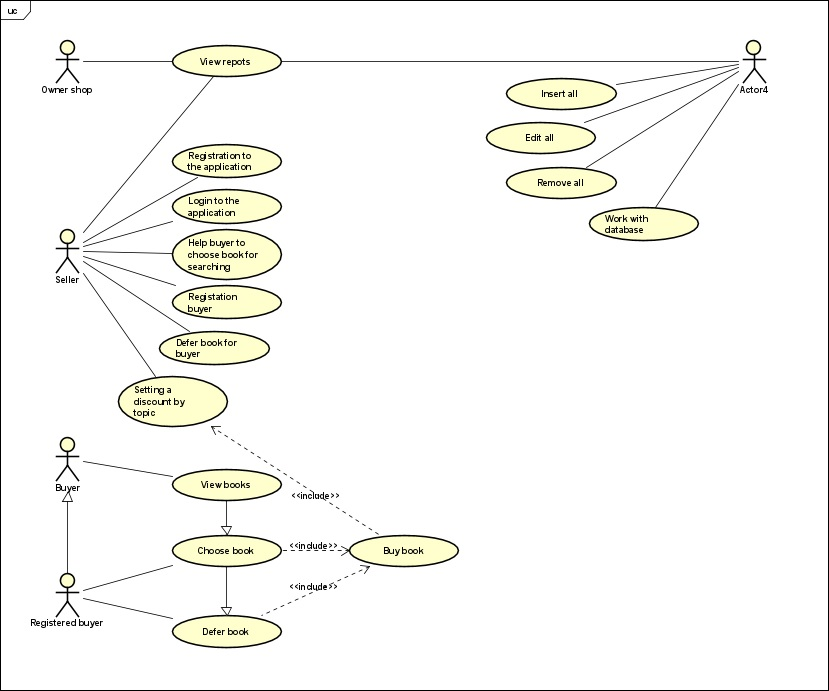 uc
View repots
Owner shop
Actor4
Insert all
Edit all
Remove all
Work with
database
Registration to
the application
Login to the
application
Help buyer to
choose book for
searching
Seller
Registation
buyer
Defer book for
buyer
Setting a
discount by
topic
Buyer
View books
<<include>>
Choose book
<<include>>
Buy book
<<include>>
Registered buyer
Defer book